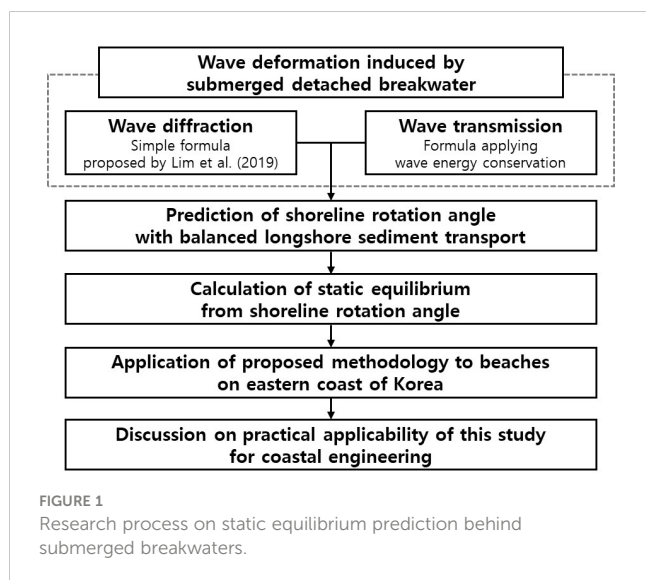 Wave deformation induced by
submerged detached breakwater
Wave diffraction
Simple formula
proposed by Lim et al. (2019)
Wave transmission
Formula applying
wave energy conservation
Prediction of shoreline rotation angle
with balanced longshore sediment transport
Calculation of static equilibrium
from shoreline rotation angle
Application of proposed methodology to beaches
on eastern coast of Korea
Discussion on practical applicability of this study
for coastal engineering
FIGURE 1
Research process on static equilibrium prediction behind
submerged breakwaters.